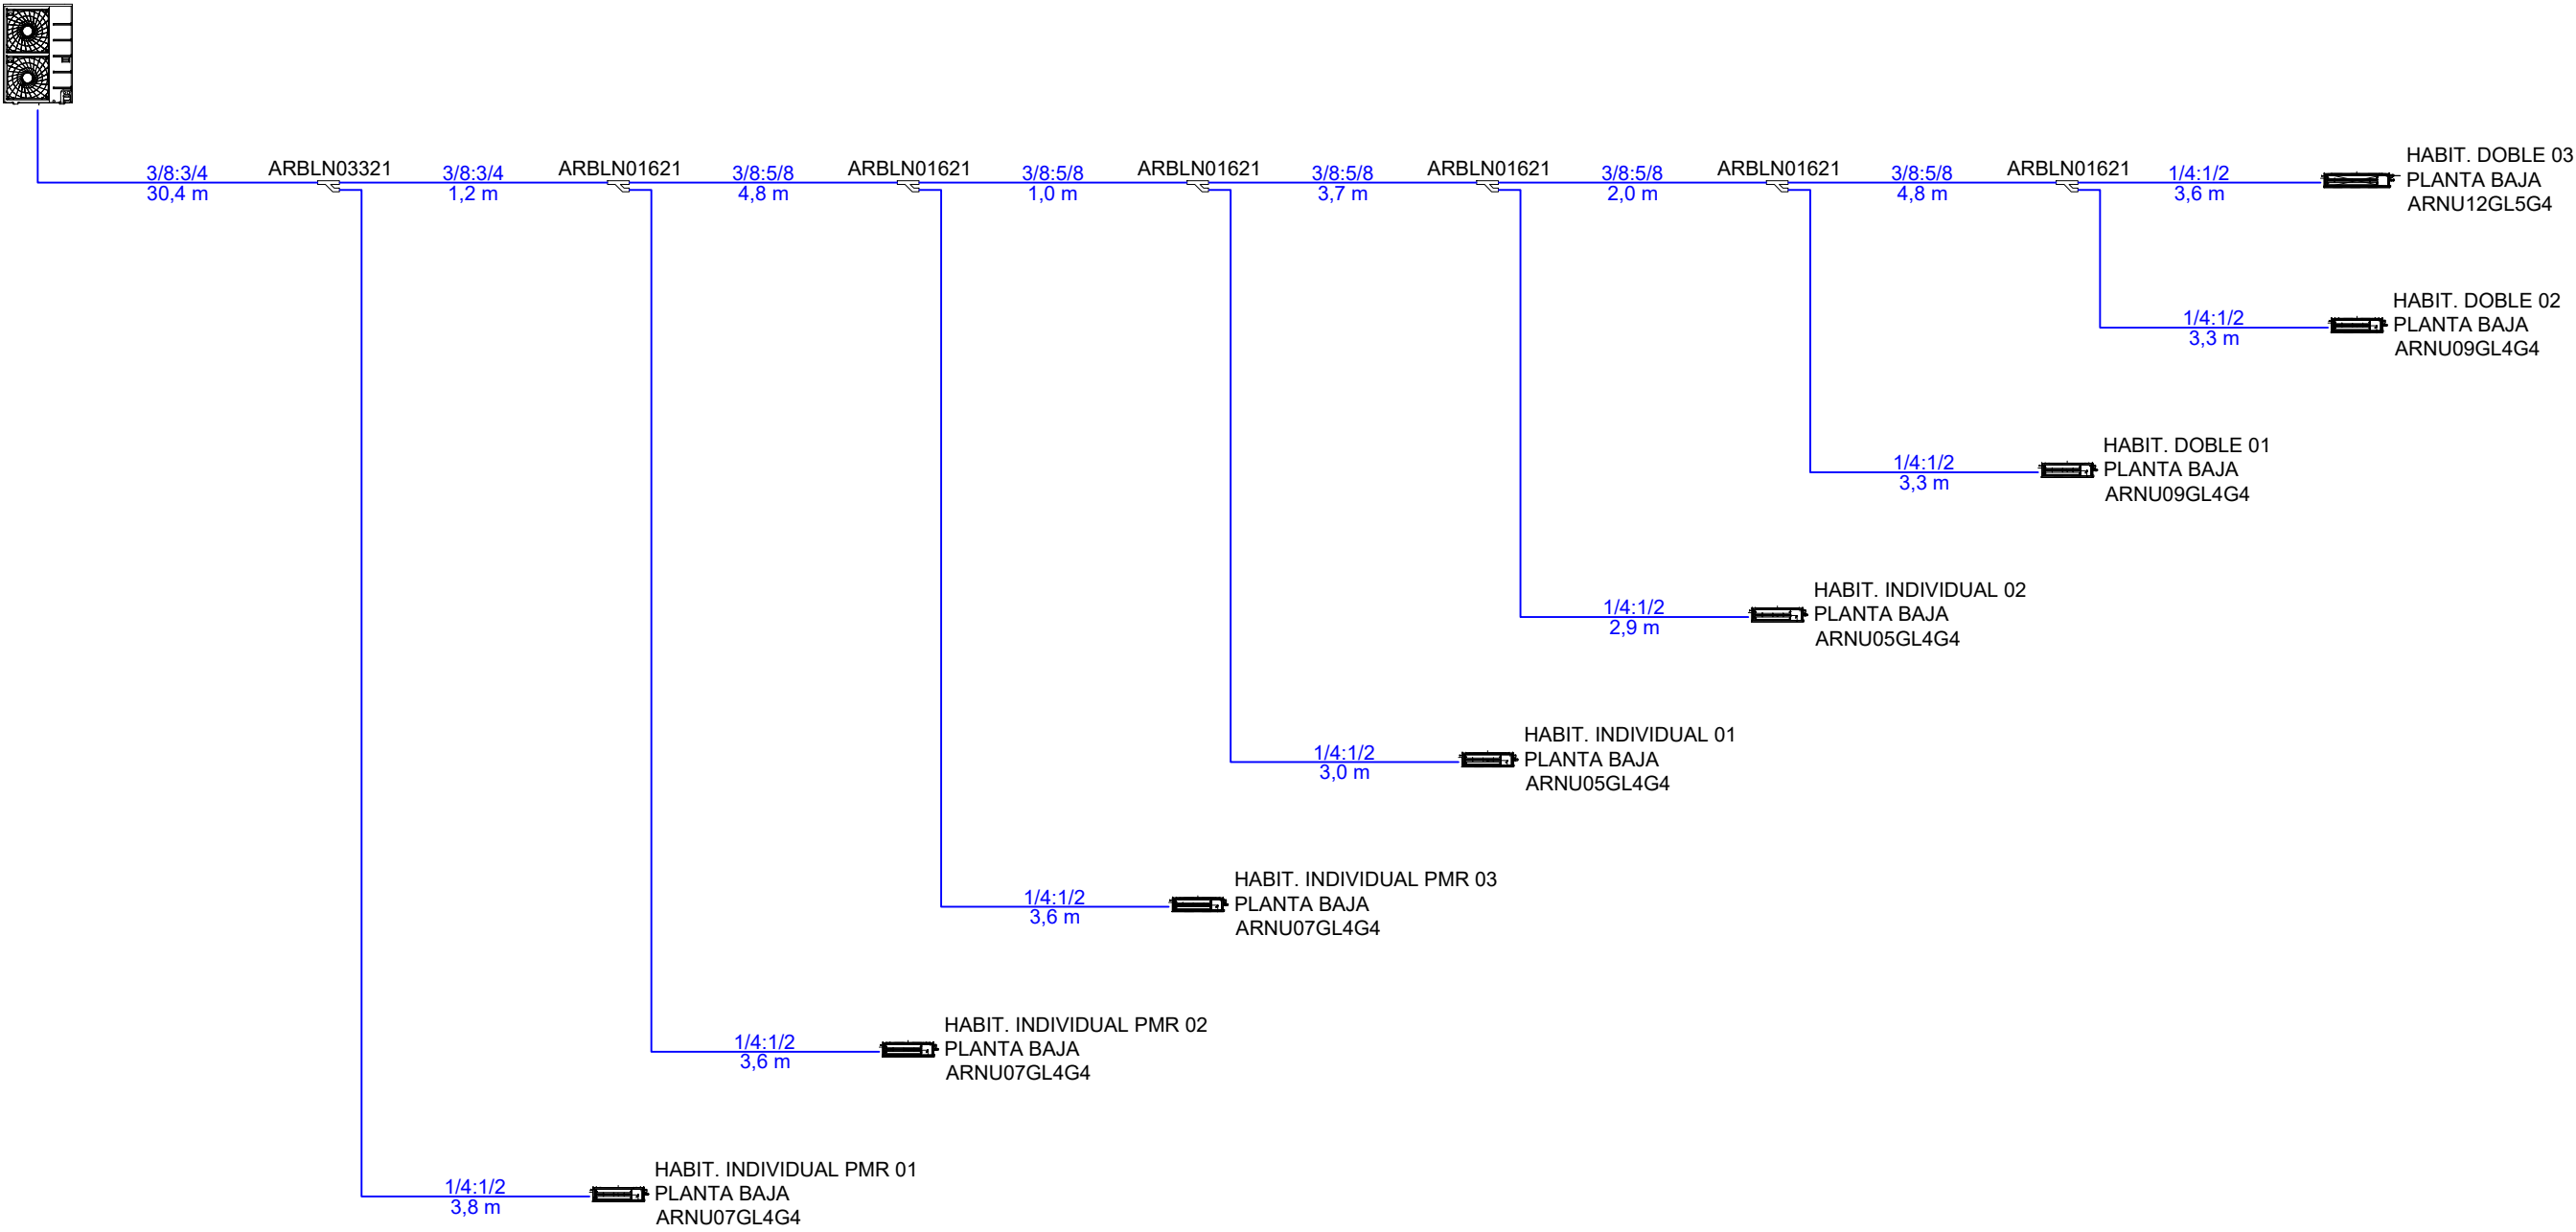 3/8:3/4
30,4 m
ARBLN03321
3/8:3/4
1,2 m
ARBLN01621
3/8:5/8
4,8 m
ARBLN01621
3/8:5/8
1,0 m
ARBLN01621
3/8:5/8
3,7 m
ARBLN01621
3/8:5/8
2,0 m
ARBLN01621
3/8:5/8
4,8 m
ARBLN01621
1/4:1/2
3,6 m
HABIT. DOBLE 03
PLANTA BAJA
ARNU12GL5G4
1/4:1/2
3,3 m
HABIT. DOBLE 02
PLANTA BAJA
ARNU09GL4G4
1/4:1/2
3,3 m
HABIT. DOBLE 01
PLANTA BAJA
ARNU09GL4G4
1/4:1/2
2,9 m
HABIT. INDIVIDUAL 02
PLANTA BAJA
ARNU05GL4G4
1/4:1/2
3,0 m
HABIT. INDIVIDUAL 01
PLANTA BAJA
ARNU05GL4G4
1/4:1/2
3,6 m
HABIT. INDIVIDUAL PMR 03
PLANTA BAJA
ARNU07GL4G4
1/4:1/2
3,6 m
HABIT. INDIVIDUAL PMR 02
PLANTA BAJA
ARNU07GL4G4
1/4:1/2
3,8 m
HABIT. INDIVIDUAL PMR 01
PLANTA BAJA
ARNU07GL4G4